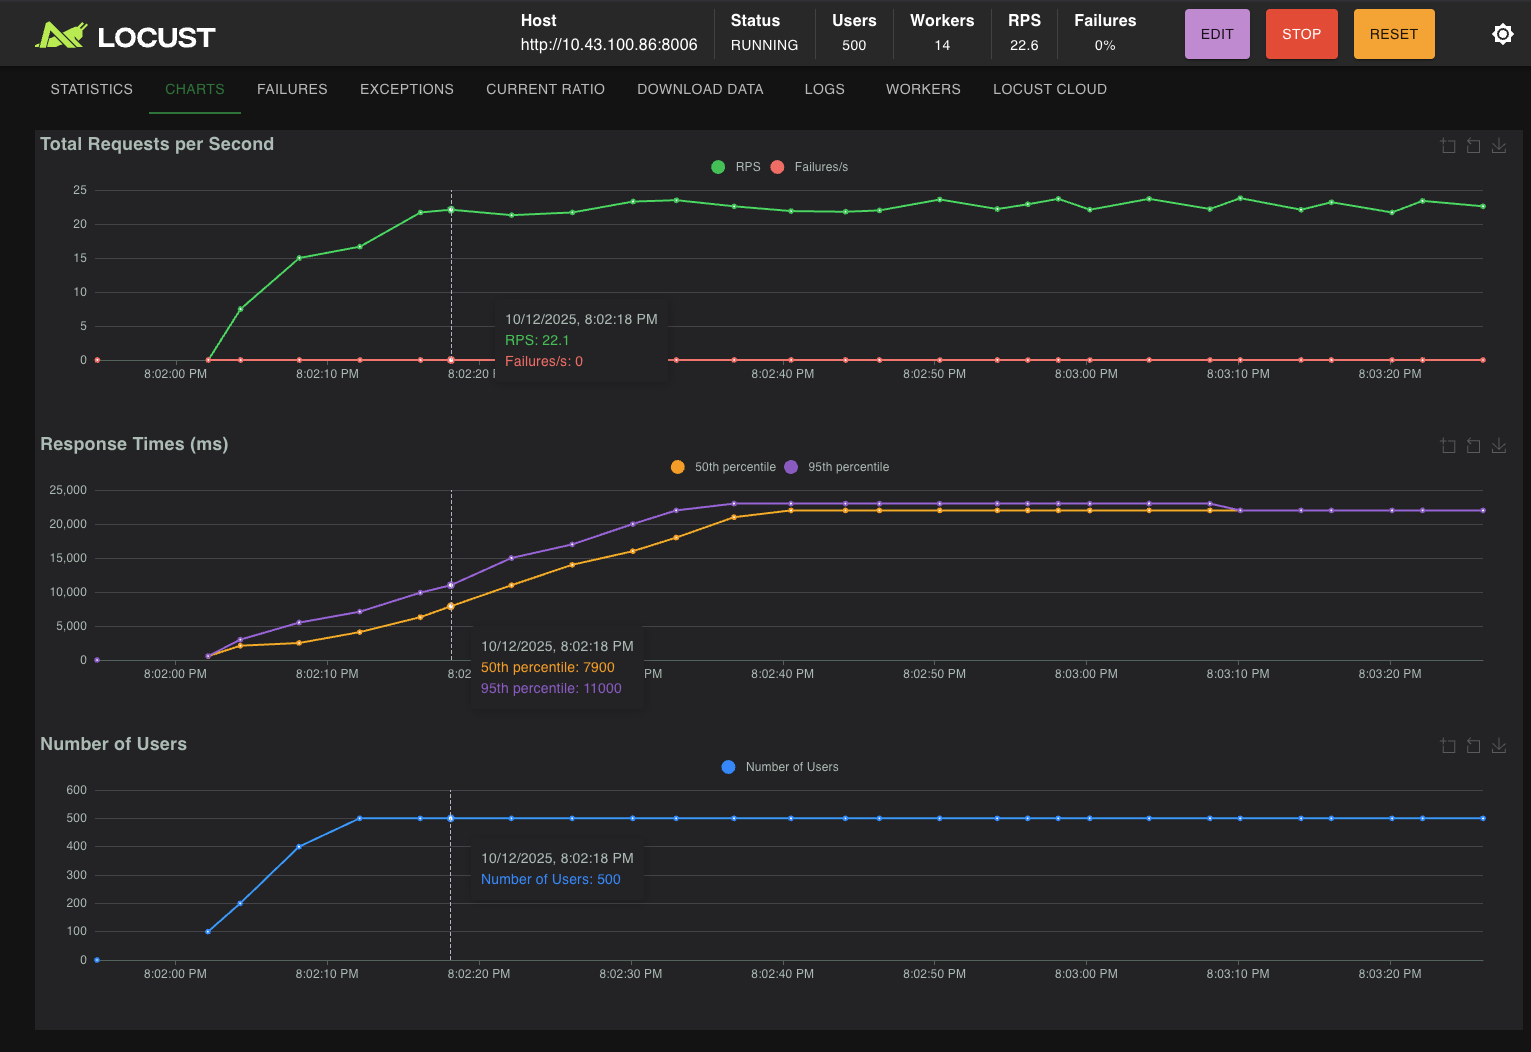 LOCUST
Host
http://10.43.100.86:8006
Status
RUNNING
Users
500
Workers
14
RPS
22.6
Failures
0%
EDIT
STOP
RESET
STATISTICS
CHARTS
FAILURES
EXCEPTIONS
CURRENT RATIO
DOWNLOAD DATA
LOGS
WORKERS
LOCUST CLOUD
Total Requests per Second
RPS
Failures/s
25
20
15
10
5
0
10/12/2025, 8:02:18 PM
RPS: 22.1
Failures/s: 0
8:02:00 PM
8:02:10 PM
8:02:20
8:02:40 PM
8:02:50 PM
8:03:00 PM
8:03:10 PM
8:03:20 PM
Response Times (ms)
50th percentile
95th percentile
25,000
20,000
15,000
10,000
5,000
0
10/12/2025, 8:02:18 PM
50th percentile: 7900
95th percentile: 11000
8:02:00 PM
8:02:10 PM
8:02
PM
8:02:40 PM
8:02:50 PM
8:03:00 PM
8:03:10 PM
8:03:20 PM
Number of Users
Number of Users
600
500
400
300
200
100
0
10/12/2025, 8:02:18 PM
Number of Users: 500
8:02:00 PM
8:02:10 PM
8:02:20 PM
8:02:30 PM
8:02:40 PM
8:02:50 PM
8:03:00 PM
8:03:10 PM
8:03:20 PM